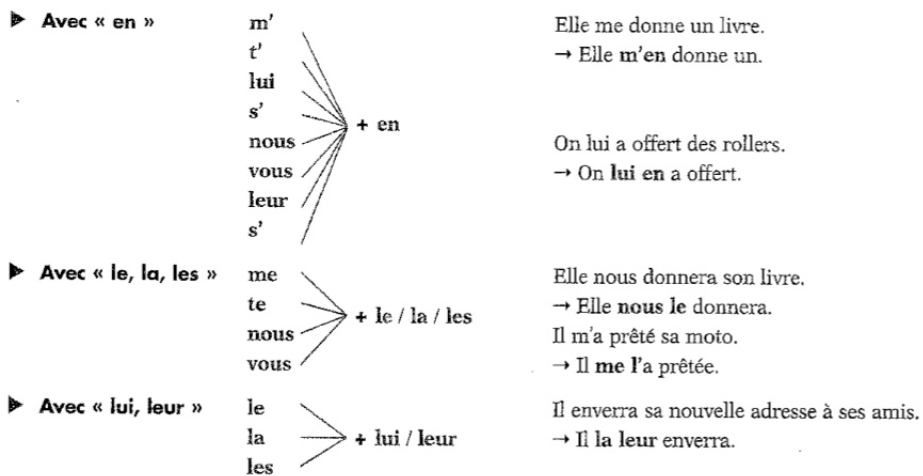 ▶ Avec « en »
m'
t'
lui
s'
nous
vous
leur
s'
+ en
Elle me donne un livre.
→ Elle m'en donne un.
On lui a offert des rollers.
→ On lui en a offert.
▶ Avec « le, la, les »
me
te
nous
vous
+ le / la / les
Elle nous donnera son livre.
→ Elle nous le donnera.
Il m'a prêté sa moto.
→ Il me l'a prêtée.
▶ Avec « lui, leur »
le
la
les
+ lui / leur
Il enverra sa nouvelle adresse à ses amis.
→ Il la leur enverra.